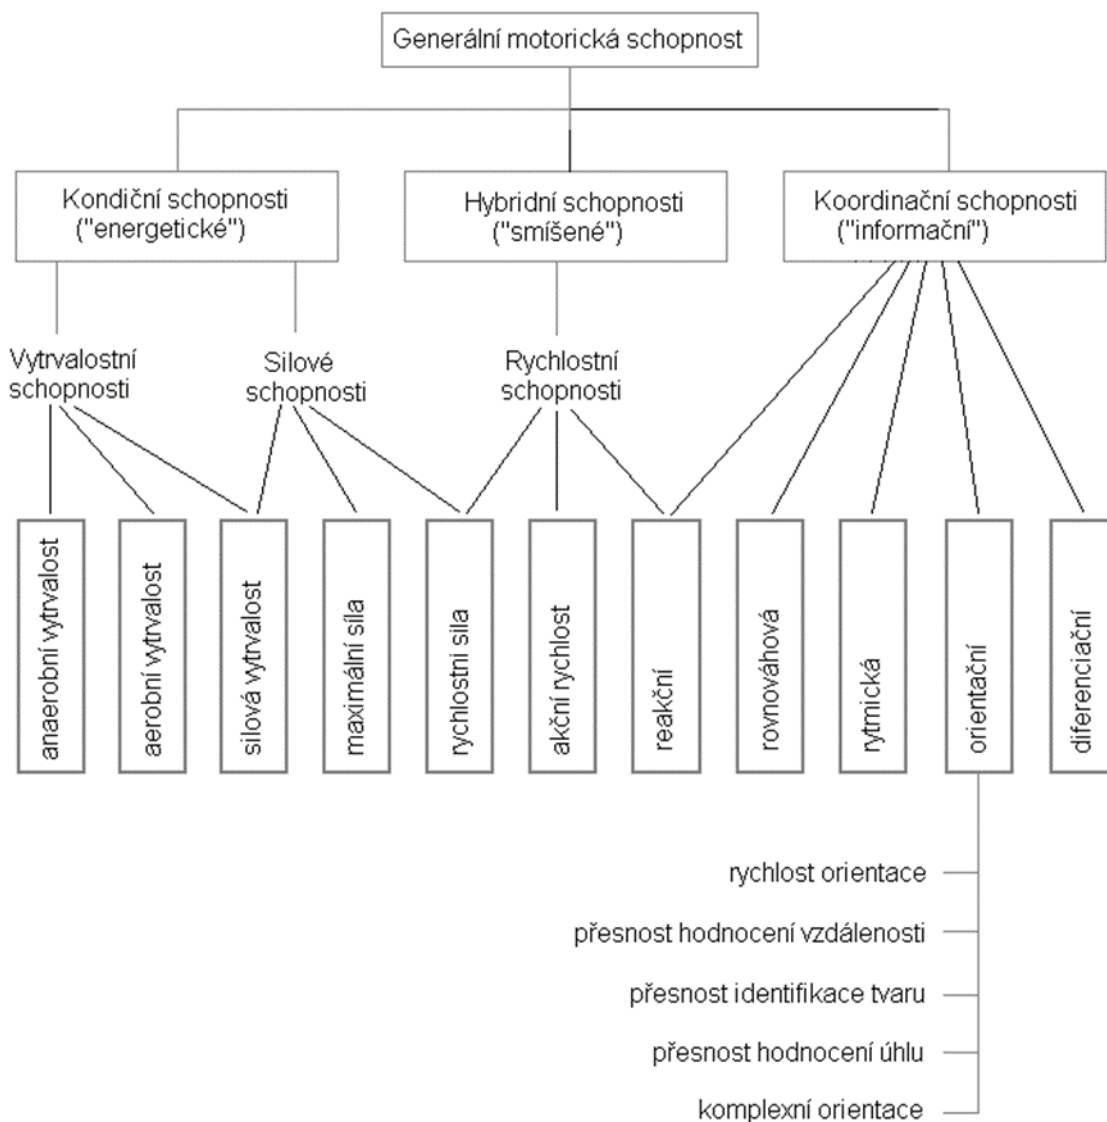 Generální motorická schopnost
Kondiční schopnosti
("energetické")
Hybridní schopnosti
("smíšené")
Koordinační schopnosti
("informační")
Vytrvalostní
schopnosti
Silové
schopnosti
Rychlostní
schopnosti
anaerobní vytrvalost
aerobní vytrvalost
silová vytrvalost
maximální síla
rychlostni sila
akční rychlost
reakční
rovnováhová
rytmická
orientační
diferenciační
rychlost orientace
přesnost hodnocení vzdálenosti
přesnost identifikace tvaru
přesnost hodnocení úhlu
komplexní orientace